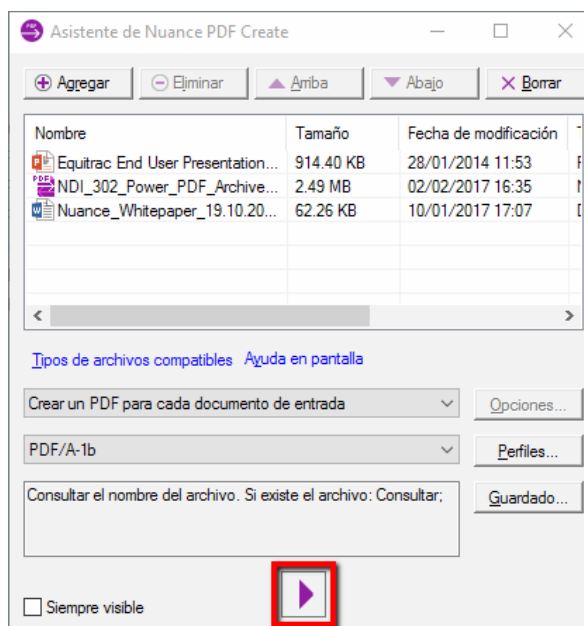 Asistente de Nuance PDF Create
Agregar Eliminar Arriba Abajo Borrar
Nombre Tamaño Fecha de modificación
Equitrac End User Presentation... 914.40 KB 28/01/2014 11:53
NDI_302_Power_PDF_Archive... 2.49 MB 02/02/2017 16:35
Nuance_Whitepaper_19.10.20... 62.26 KB 10/01/2017 17:07
Tipos de archivos compatibles Ayuda en pantalla
Crear un PDF para cada documento de entrada Opciones...
PDF/A-1b Perfiles...
Consultar el nombre del archivo. Si existe el archivo: Consultar; Guardado...
Siempre visible